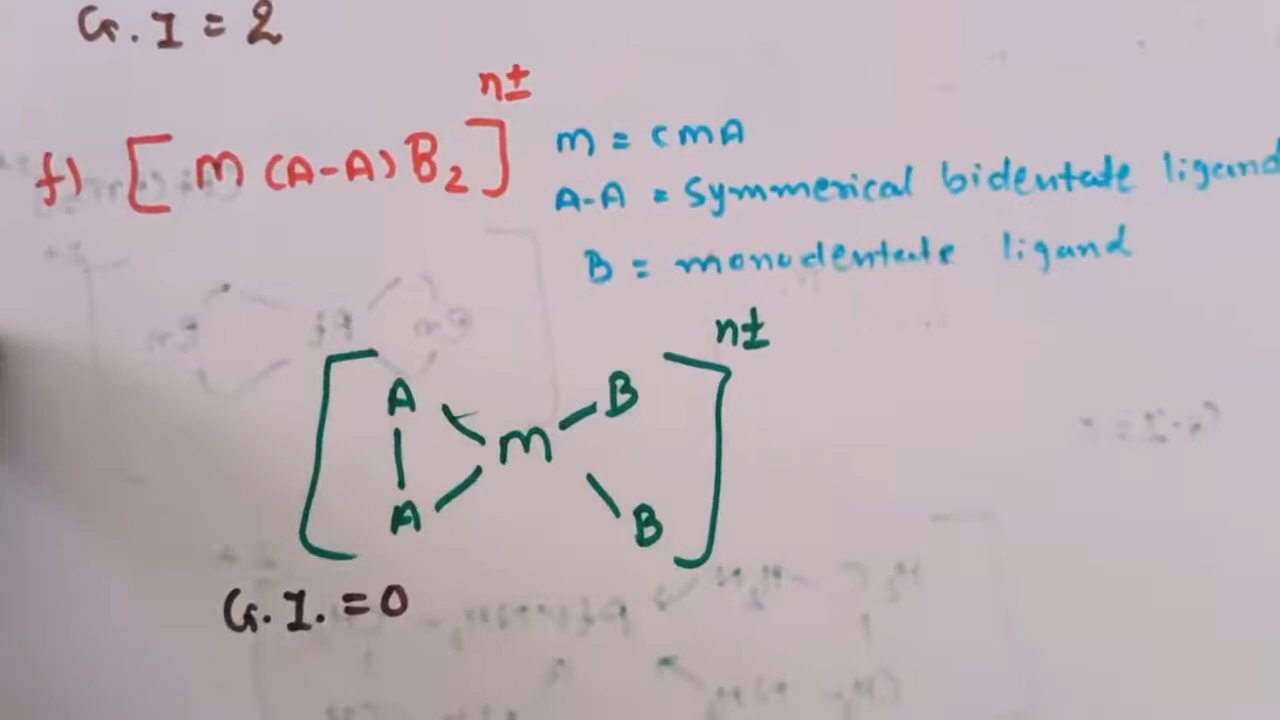 G. I = 2
f) [M (A-A) B2]n±
M = CMA
A-A = Symmerical bidentate ligand
B = monodentate ligand
[ n±
A B
M
A B ]
G. I. = 0